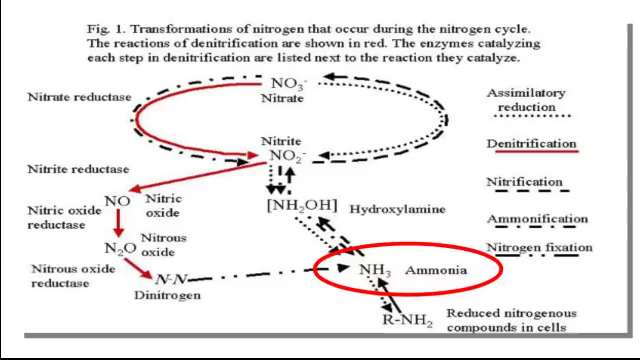 Fig. 1. Transformations of nitrogen that occur during the nitrogen cycle.
The reactions of denitrification are shown in red. The enzymes catalyzing
each step in denitrification are listed next to the reaction they catalyze.
Nitrate reductase
NO₃⁻
Nitrate
Assimilatory
reduction
Denitrification
Nitrite
NO₂⁻
Nitrite reductase
Nitrification
NO
Nitric
oxide
[NH₂OH]
Hydroxylamine
Nitric oxide
reductase
Ammonification
N₂O
Nitrous
oxide
Nitrogen fixation
Nitrous oxide
reductase
N-N
Dinitrogen
NH₃
Ammonia
R-NH₂
Reduced nitrogenous
compounds in cells